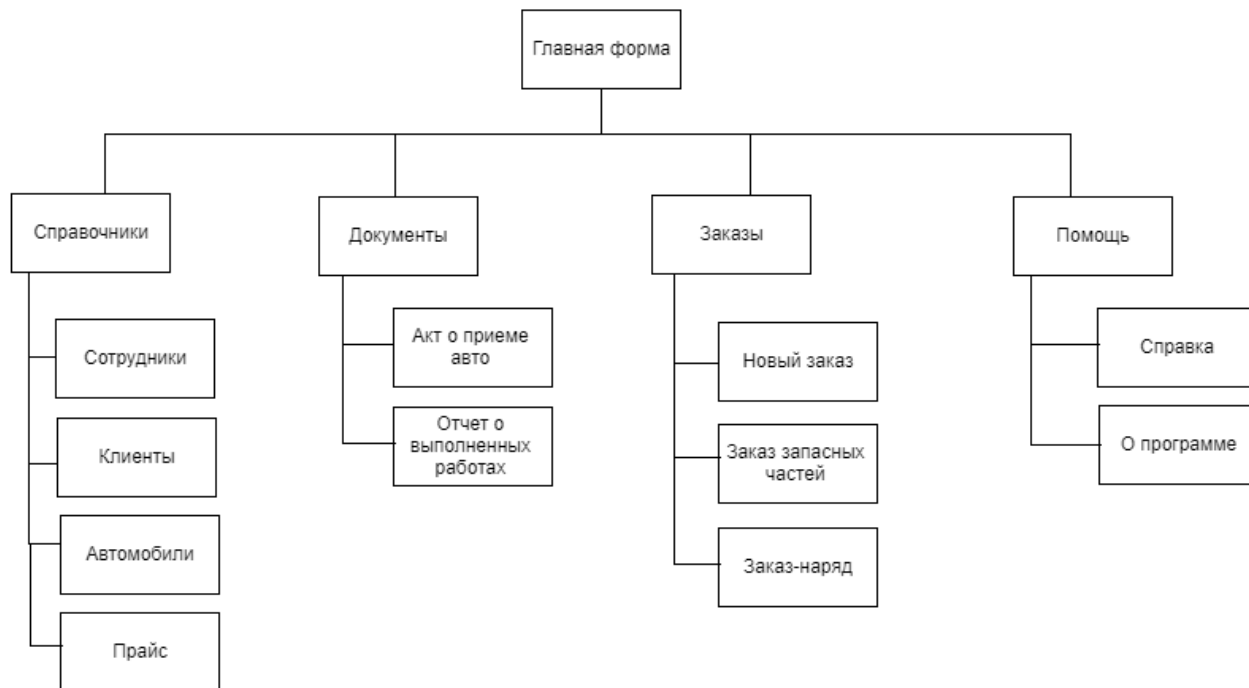 Главная форма
Справочники
Документы
Заказы
Помощь
Сотрудники
Клиенты
Автомобили
Прайс
Акт о приеме
авто
Отчет о
выполненных
работах
Новый заказ
Заказ запасных
частей
Заказ-наряд
Справка
О программе